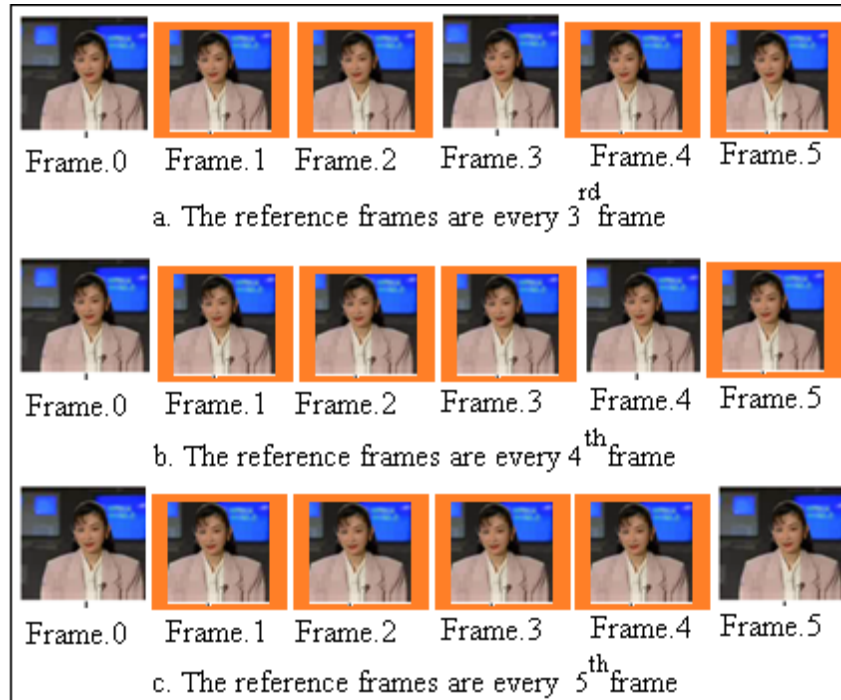 Frame.0 Frame.1 Frame.2 Frame.3 Frame.4 Frame.5
a. The reference frames are every 3rd frame
Frame.0 Frame.1 Frame.2 Frame.3 Frame.4 Frame.5
b. The reference frames are every 4th frame
Frame.0 Frame.1 Frame.2 Frame.3 Frame.4 Frame.5
c. The reference frames are every 5th frame